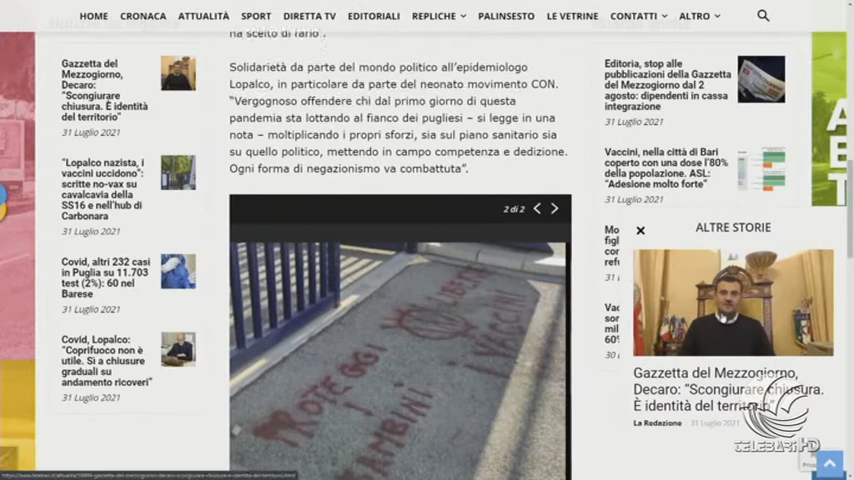 HOME CRONACA ATTUALITÀ SPORT DIRETTA TV EDITORIALI REPLICHE PALINSESTO LE VETRINE CONTATTI ALTRO
Gazzetta del
Mezzogiorno,
Decaro:
"Scongiurare
chiusura. È identità
del territorio"
31 Luglio 2021
"Lopalco nazista, i
vaccini uccidono":
scritte no-vax su
cavalcavia della
SS16 e nell'hub di
Carbonara
31 Luglio 2021
Covid, altri 232 casi
in Puglia su 11.703
test (2%): 60 nel
Barese
31 Luglio 2021
Covid, Lopalco:
"Coprifuoco non è
utile. Sì a chiusure
graduali su
andamento ricoveri"
31 Luglio 2021
ha scelto di farlo".
Solidarietà da parte del mondo politico all'epidemiologo
Lopalco, in particolare da parte del neonato movimento CON.
"Vergognoso offendere chi dal primo giorno di questa
pandemia sta lottando al fianco dei pugliesi – si legge in una
nota – moltiplicando i propri sforzi, sia sul piano sanitario sia
su quello politico, mettendo in campo competenza e dedizione.
Ogni forma di negazionismo va combattuta".
2 di 2
PROTEGGI
I
BAMBINI
I VACCINI
Editoria, stop alle
pubblicazioni della Gazzetta
del Mezzogiorno dal 2
agosto: dipendenti in cassa
integrazione
31 Luglio 2021
Vaccini, nella città di Bari
coperto con una dose l'80%
della popolazione. ASL:
"Adesione molto forte"
31 Luglio 2021
ALTRE STORIE
Gazzetta del Mezzogiorno,
Decaro: "Scongiurare chiusura.
È identità del territorio"
La Redazione - 31 Luglio 2021
TELEBARI HD